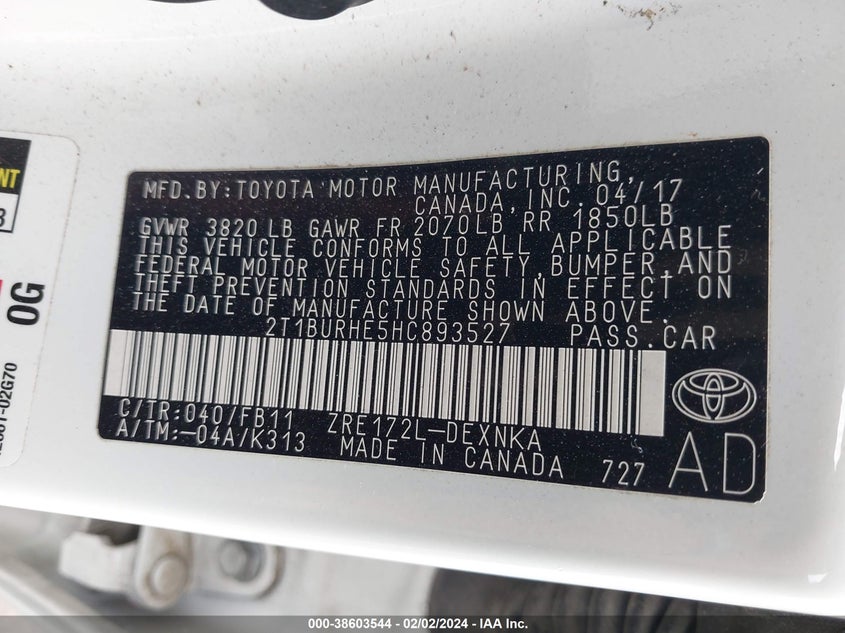 MFD.BY:TOYOTA MOTOR MANUFACTURING,
CANADA,INC.04/17
GVWR 3820LB GAWR FR 2070LB RR 1850LB
THIS VEHICLE CONFORMS TO ALL APPLICABLE
FEDERAL MOTOR VEHICLE SAFETY,BUMPER,AND
THEFT PREVENTION STANDARDS IN EFFECT ON
THE DATE OF MANUFACTURE SHOWN ABOVE.
2T1BURHE5HC893527 PASS.CAR
C/TR:040/FB11 ZRE172L-DEXNKA
A/TM:-04A/K313 MADE IN CANADA 727 AD
0G
-02G70
000-38603544 - 02/02/2024 - IAA Inc.